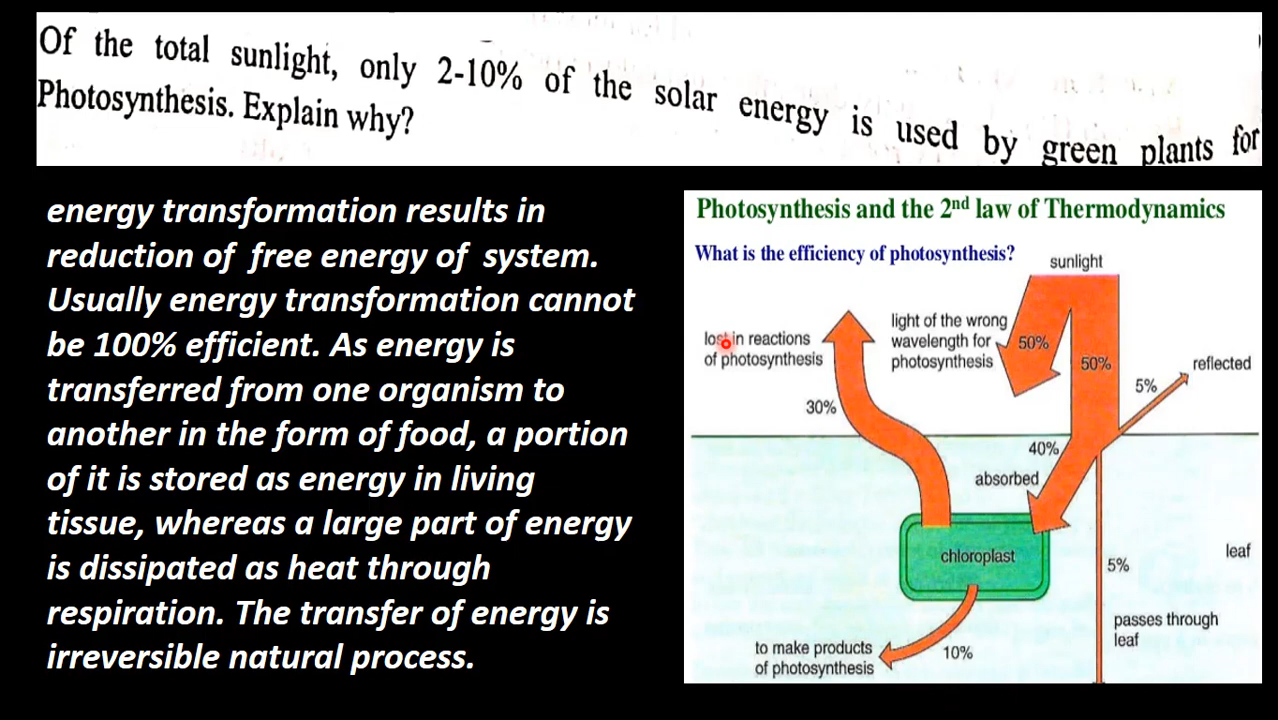 Of the total sunlight, only 2-10% of the solar energy is used by green plants for
Photosynthesis. Explain why?
energy transformation results in
reduction of free energy of system.
Usually energy transformation cannot
be 100% efficient. As energy is
transferred from one organism to
another in the form of food, a portion
of it is stored as energy in living
tissue, whereas a large part of energy
is dissipated as heat through
respiration. The transfer of energy is
irreversible natural process.
Photosynthesis and the 2nd law of Thermodynamics
What is the efficiency of photosynthesis?
sunlight
lost in reactions
of photosynthesis
light of the wrong
wavelength for
photosynthesis
50%
50%
reflected
5%
30%
40%
absorbed
chloroplast
leaf
5%
passes through
leaf
to make products
of photosynthesis
10%